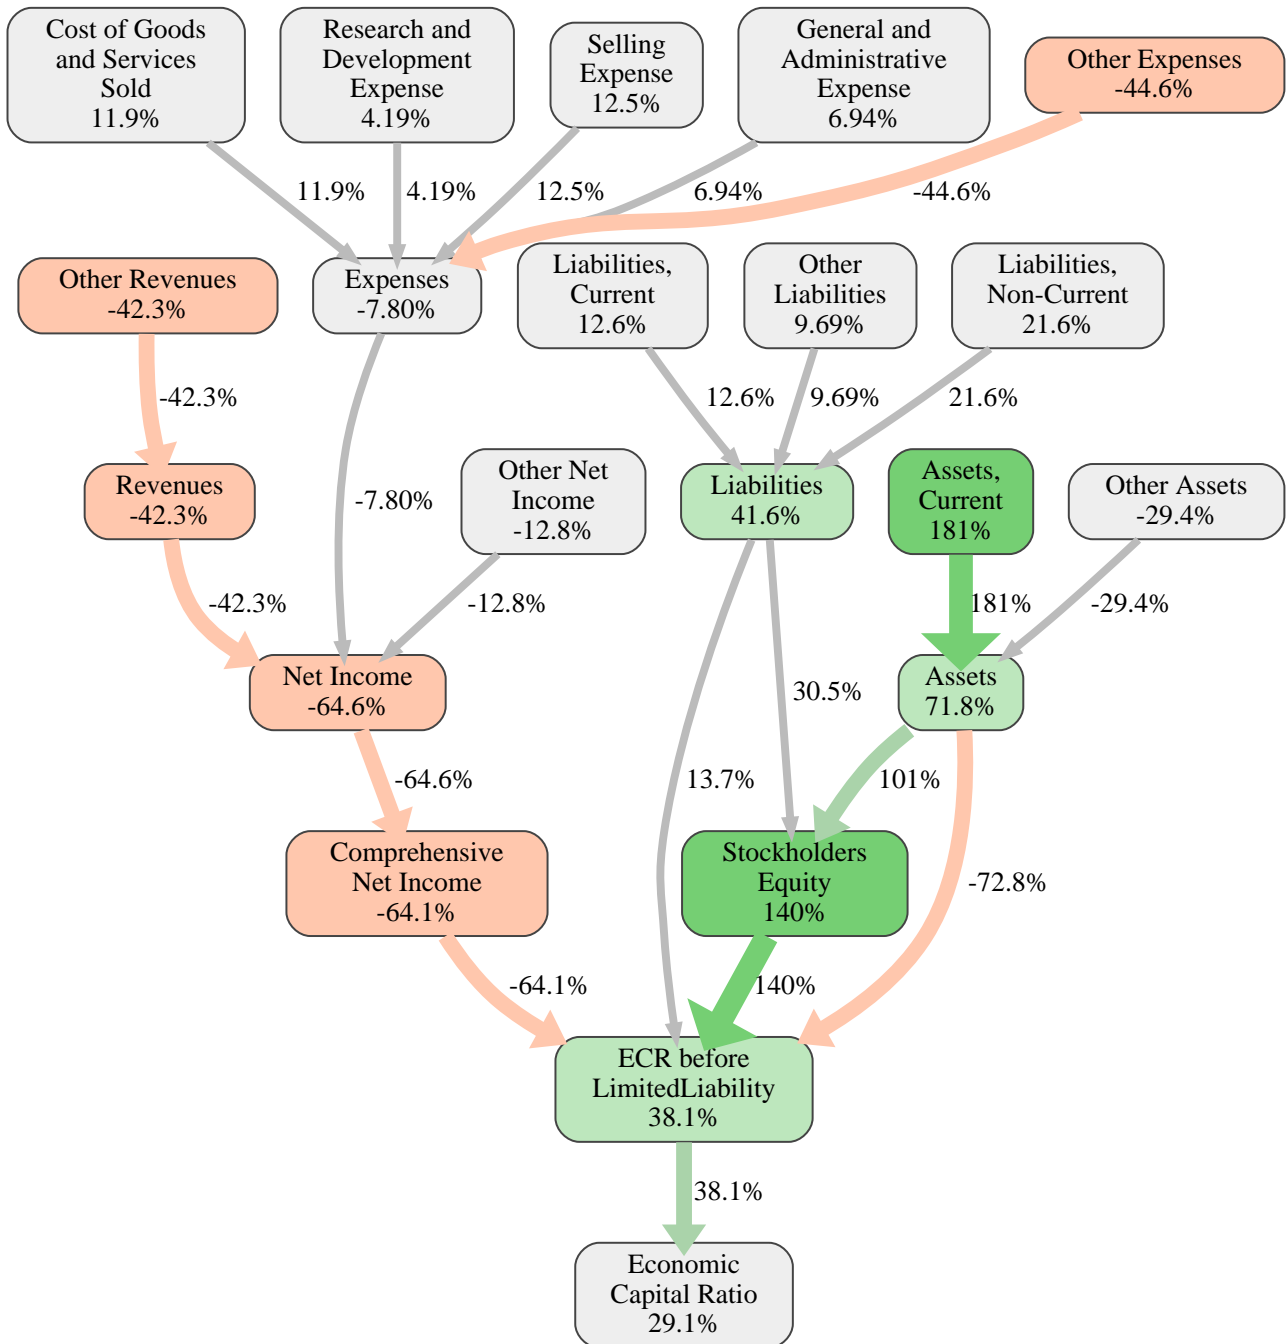 Cost of Goods
and Services
Sold
11.9%
Research and
Development
Expense
4.19%
Selling
Expense
12.5%
General and
Administrative
Expense
6.94%
Other Expenses
-44.6%
11.9%
4.19%
12.5%
6.94%
-44.6%
Other Revenues
-42.3%
Expenses
-7.80%
Liabilities,
Current
12.6%
Other
Liabilities
9.69%
Liabilities,
Non-Current
21.6%
-42.3%
12.6%
9.69%
21.6%
Revenues
-42.3%
-7.80%
Other Net
Income
-12.8%
Liabilities
41.6%
Assets,
Current
181%
Other Assets
-29.4%
-42.3%
-12.8%
181%
-29.4%
Net Income
-64.6%
30.5%
Assets
71.8%
-64.6%
13.7%
101%
Comprehensive
Net Income
-64.1%
Stockholders
Equity
140%
-72.8%
-64.1%
140%
ECR before
LimitedLiability
38.1%
38.1%
Economic
Capital Ratio
29.1%